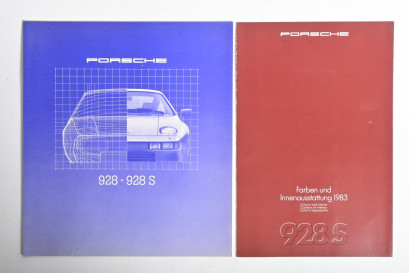 PORSCHE
928 · 928 S
PORSCHE
Farben und
Innenausstattung 1983
928 S